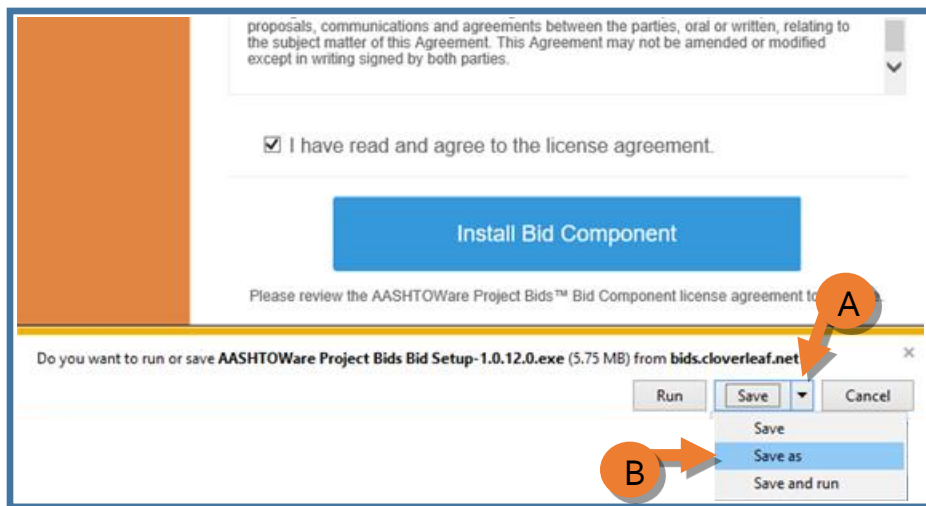 proposals, communications and agreements between the parties, oral or written, relating to
the subject matter of this Agreement. This Agreement may not be amended or modified
except in writing signed by both parties.
I have read and agree to the license agreement.
Install Bid Component
Please review the AASHTOWare Project Bids™ Bid Component license agreement
A
Do you want to run or save AASHTOWare Project Bids Bid Setup-1.0.12.0.exe (5.75 MB) from bids.cloverleaf.net
Run Save Cancel
Save
B Save as
Save and run